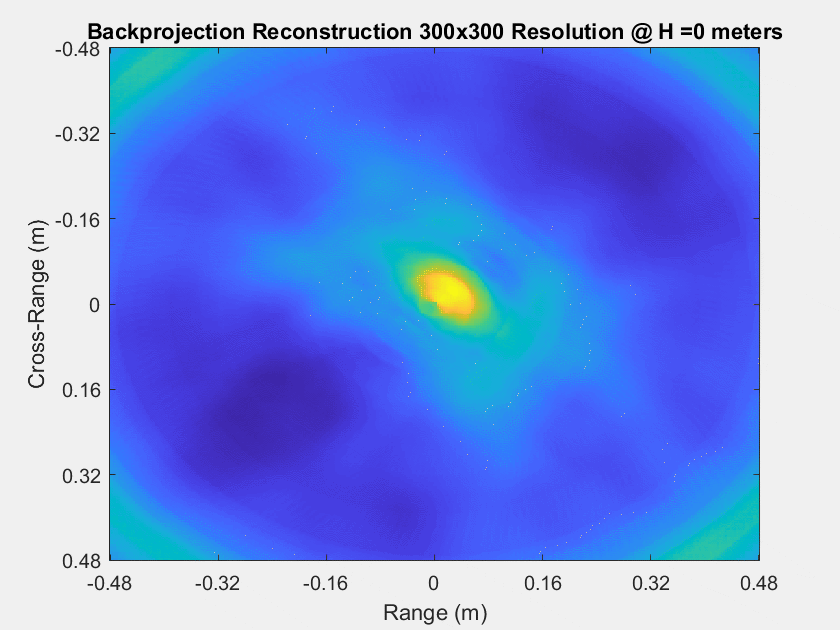 Backprojection Reconstruction 300x300 Resolution @ H =0 meters
-0.48
-0.32
-0.16
0
0.16
0.32
0.48
Cross-Range (m)
-0.48 -0.32 -0.16 0 0.16 0.32 0.48
Range (m)